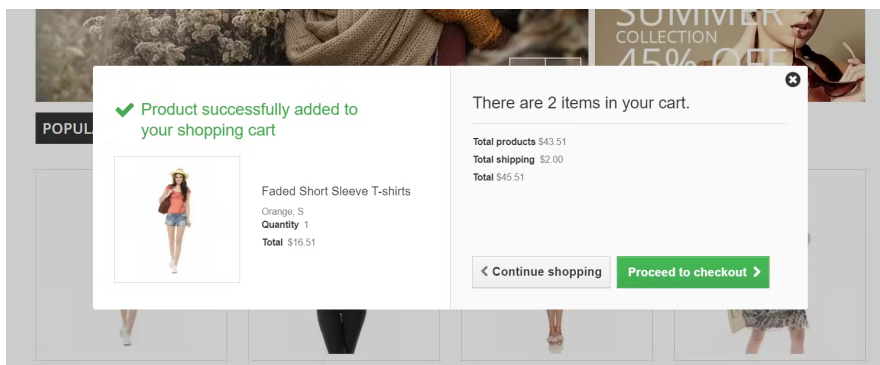 SUMMER
COLLECTION
45% OFF
POPUL
Product successfully added to
your shopping cart
Faded Short Sleeve T-shirts
Orange, S
Quantity 1
Total $16.51
There are 2 items in your cart.
Total products $43.51
Total shipping $2.00
Total $45.51
Continue shopping
Proceed to checkout